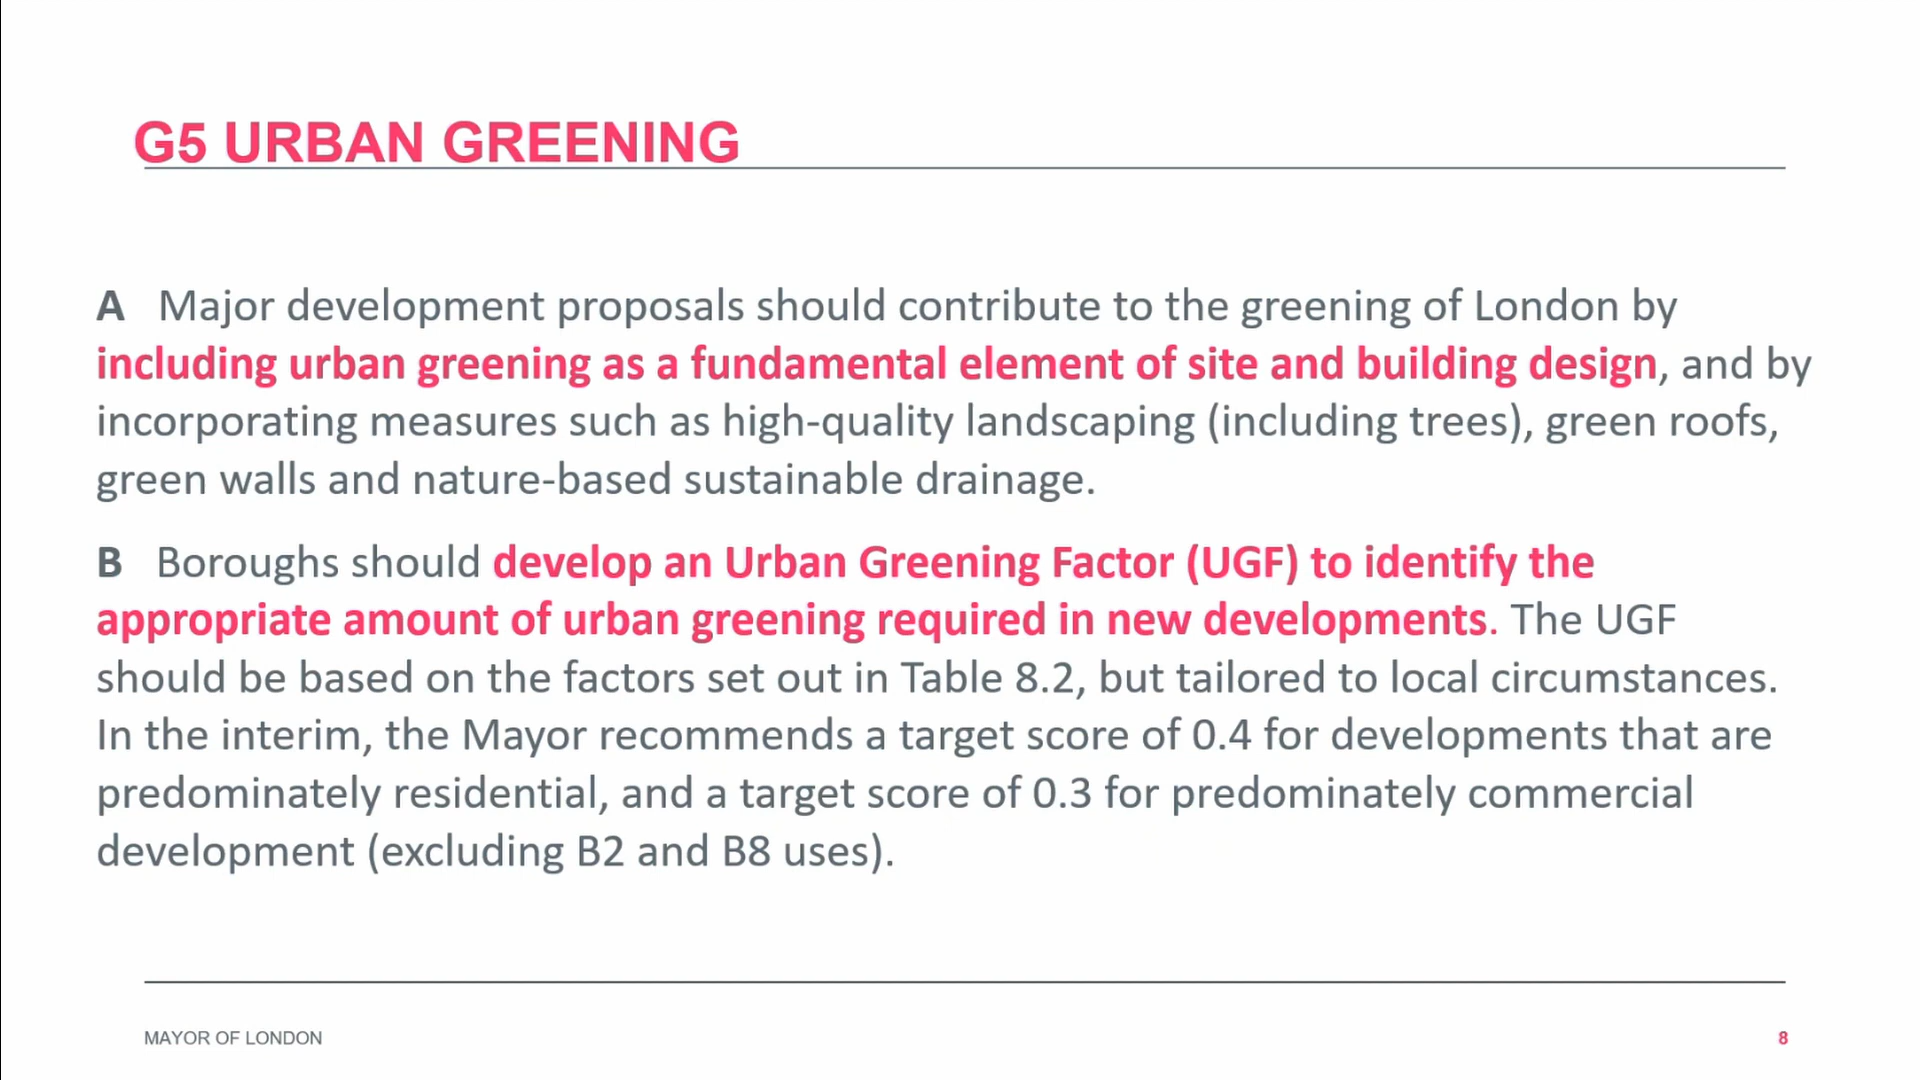 G5 URBAN GREENING
A Major development proposals should contribute to the greening of London by
including urban greening as a fundamental element of site and building design, and by
incorporating measures such as high-quality landscaping (including trees), green roofs,
green walls and nature-based sustainable drainage.
B Boroughs should develop an Urban Greening Factor (UGF) to identify the
appropriate amount of urban greening required in new developments. The UGF
should be based on the factors set out in Table 8.2, but tailored to local circumstances.
In the interim, the Mayor recommends a target score of 0.4 for developments that are
predominately residential, and a target score of 0.3 for predominately commercial
development (excluding B2 and B8 uses).
MAYOR OF LONDON
8